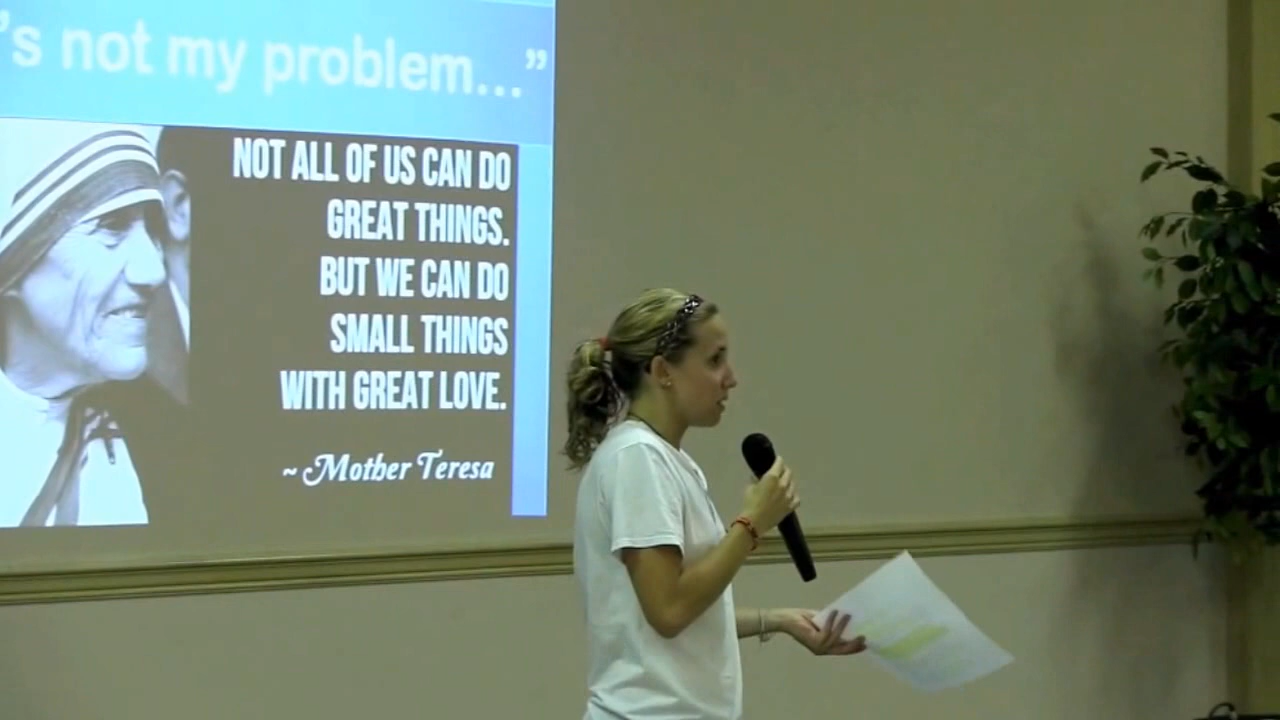 's not my problem..."
NOT ALL OF US CAN DO
GREAT THINGS.
BUT WE CAN DO
SMALL THINGS
WITH GREAT LOVE.
~ Mother Teresa